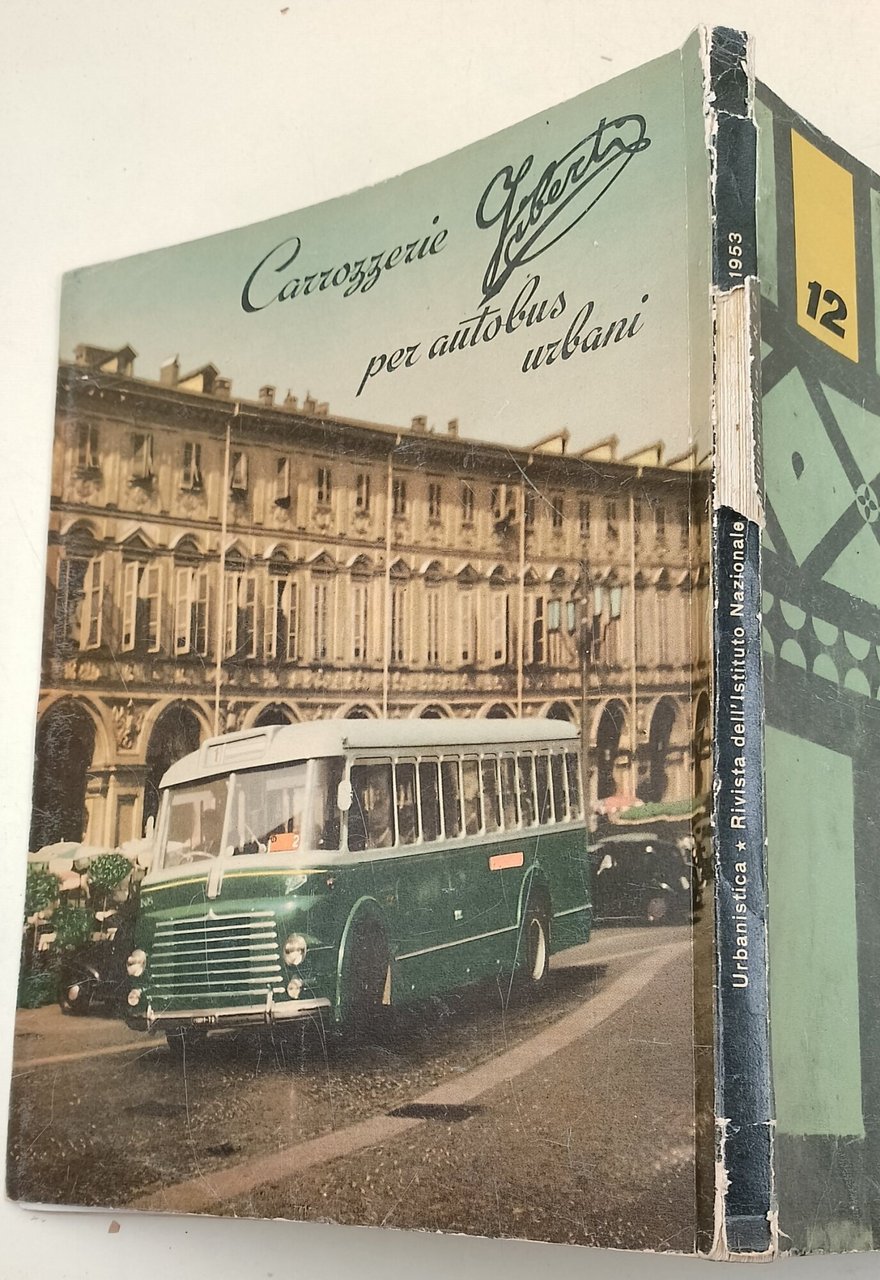 Carrozzerie Viberti
per autobus
urbani
Urbanistica ★ Rivista dell'Istituto Nazionale
1953
12